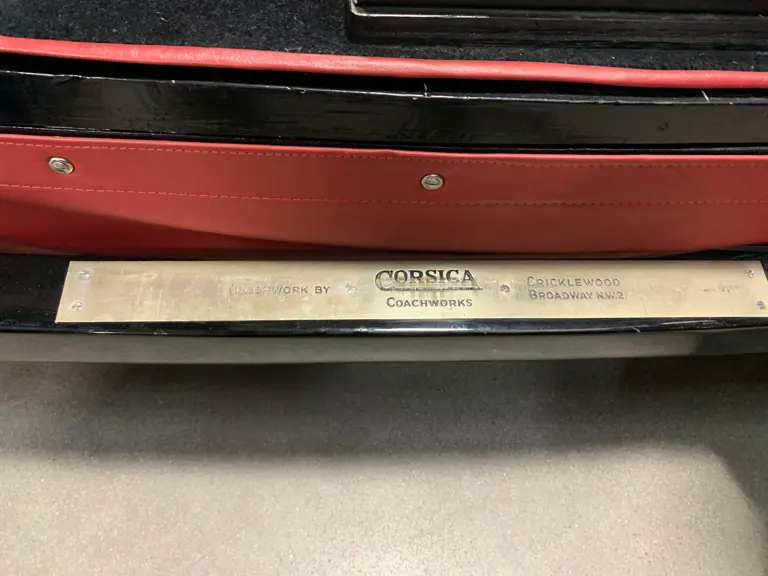 COACHWORK BY
CORSICA
COACHWORKS
CRICKLEWOOD
BROADWAY N.W.2.